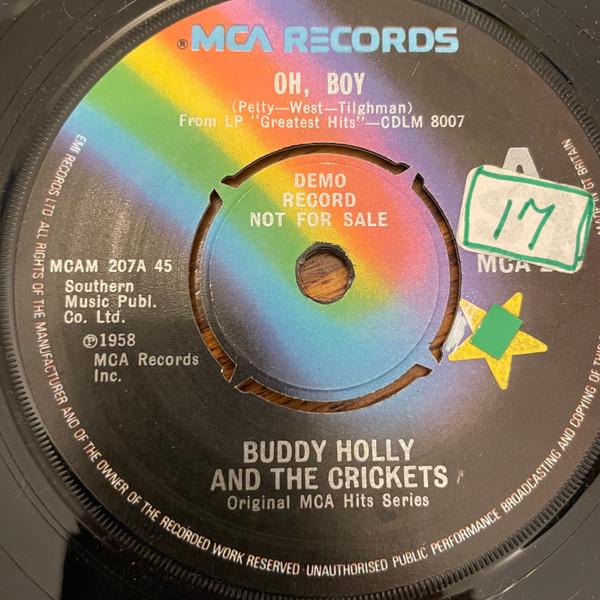 ®MCA RECORDS
OH, BOY
(Petty—West—Tilghman)
From LP "Greatest Hits"—CDLM 8007
DEMO
RECORD
NOT FOR SALE
A
17
MCA 2
MCAM 207A 45
Southern
Music Publ.
Co. Ltd.
℗1958
MCA Records
Inc.
BUDDY HOLLY
AND THE CRICKETS
Original MCA Hits Series
EMI RECORDS LTD ALL RIGHTS OF THE MANUFACTURER AND OF THE OWNER OF THE RECORDED WORK RESERVED · UNAUTHORISED PUBLIC PERFORMANCE BROADCASTING AND COPYING OF THIS
GT BRITAIN